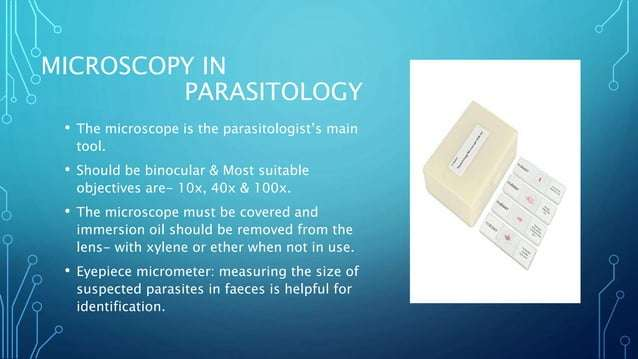 MICROSCOPY IN
PARASITOLOGY
• The microscope is the parasitologist's main
tool.
• Should be binocular & Most suitable
objectives are- 10x, 40x & 100x.
• The microscope must be covered and
immersion oil should be removed from the
lens- with xylene or ether when not in use.
• Eyepiece micrometer: measuring the size of
suspected parasites in faeces is helpful for
identification.